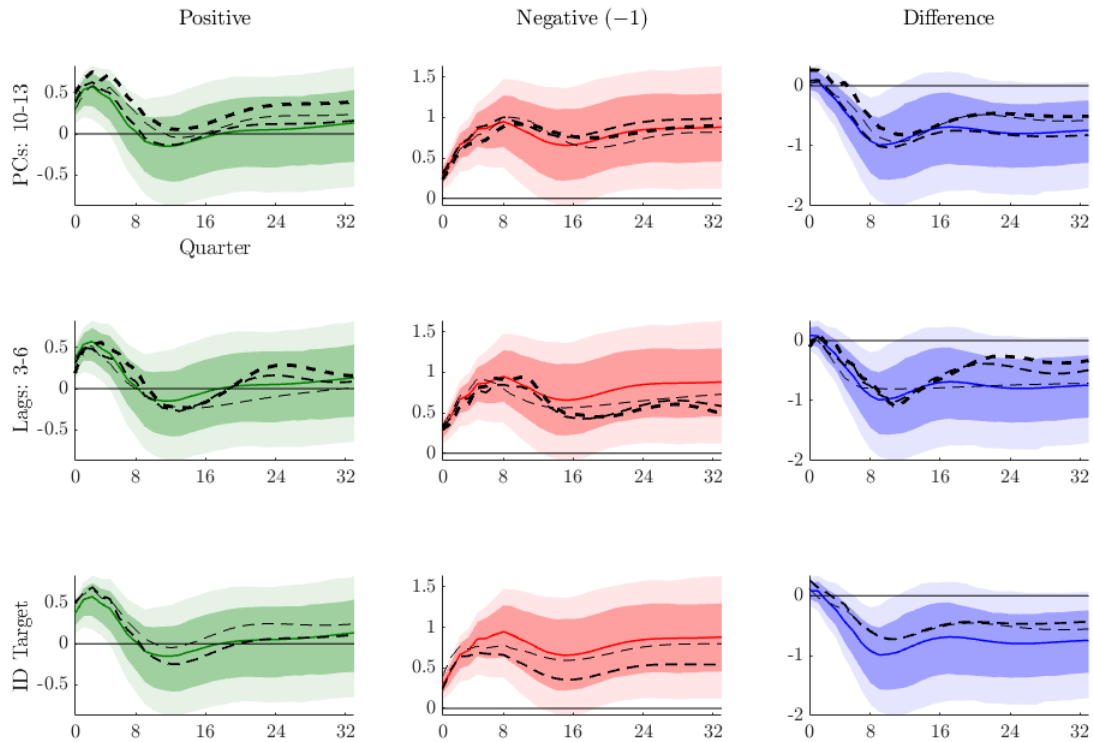 Positive
Negative (−1)
Difference
PCs: 10-13
0.5
0
-0.5
0 8 16 24 32
Quarter
1.5
1
0.5
0
0 8 16 24 32
0
-1
-2
0 8 16 24 32
Lags: 3-6
0.5
0
-0.5
0 8 16 24 32
1.5
1
0.5
0
0 8 16 24 32
0
-1
-2
0 8 16 24 32
ID Target
0.5
0
-0.5
0 8 16 24 32
1.5
1
0.5
0
0 8 16 24 32
0
-1
-2
0 8 16 24 32